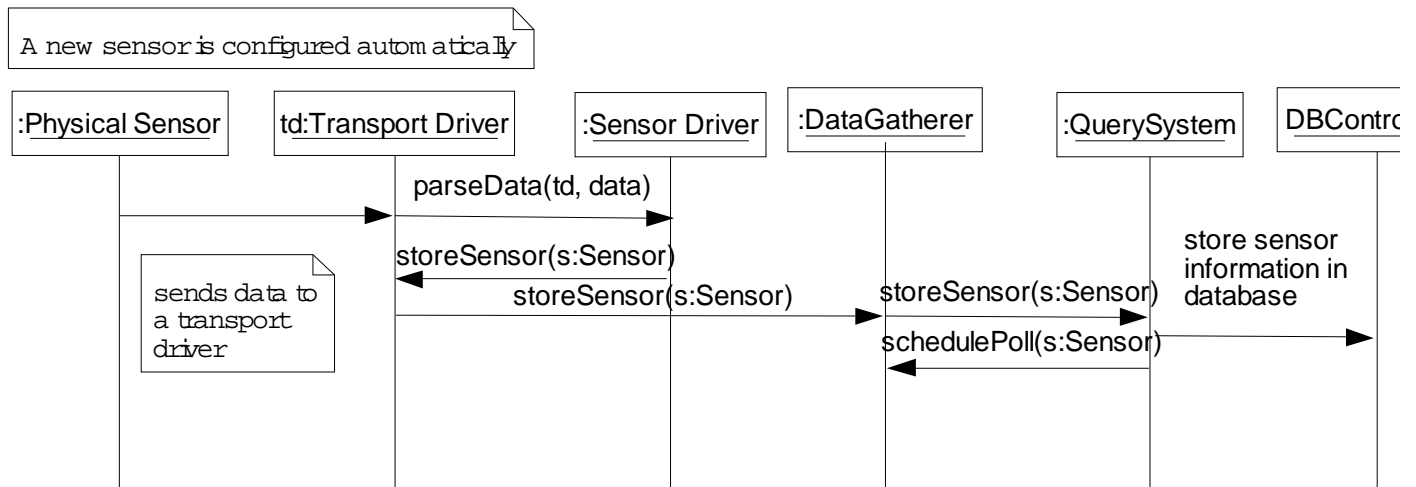 A new sensor is configured automatically
:Physical Sensor
td:Transport Driver
:Sensor Driver
:DataGatherer
:QuerySystem
DBContro
parseData(td, data)
storeSensor(s:Sensor)
storeSensor(s:Sensor)
storeSensor(s:Sensor)
store sensor
information in
database
schedulePoll(s:Sensor)
sends data to
a transport
driver